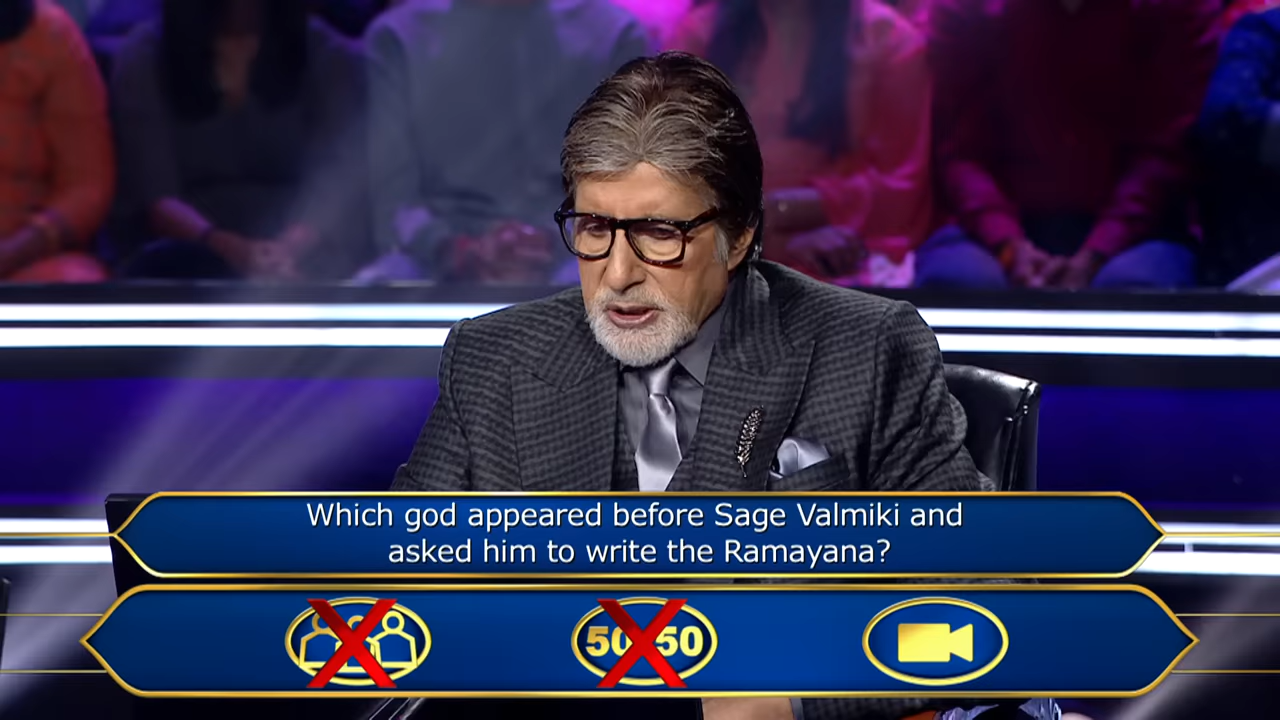 Which god appeared before Sage Valmiki and
asked him to write the Ramayana?
50 50